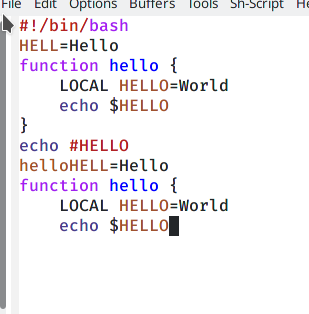 File Edit Options Buffers Tools Sh-Script
#!/bin/bash
HELL=Hello
function hello {
    LOCAL HELLO=World
    echo $HELLO
}
echo #HELLO
helloHELL=Hello
function hello {
    LOCAL HELLO=World
    echo $HELLO